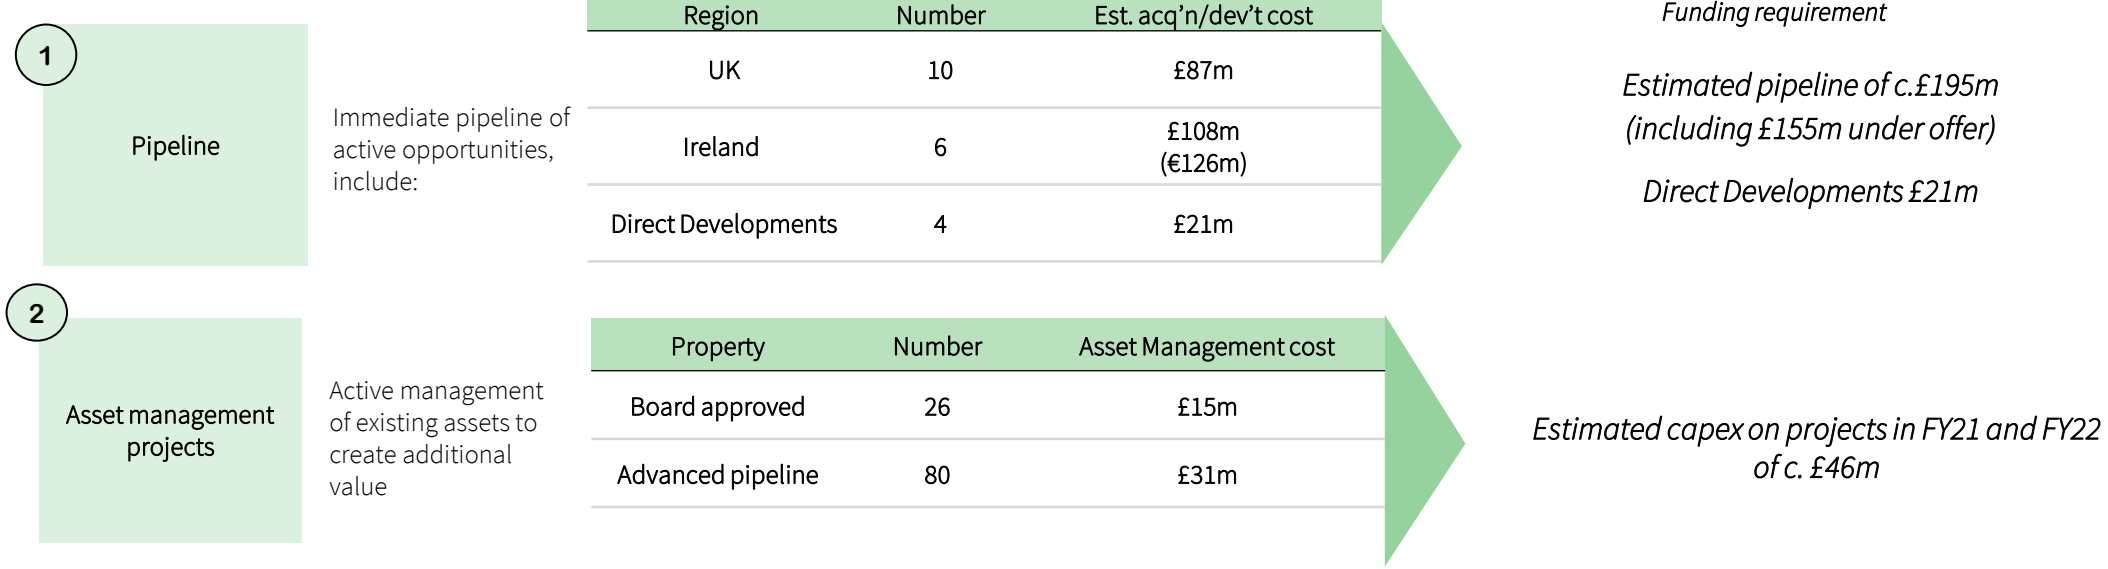 1
Pipeline
Immediate pipeline of
active opportunities,
include:
Region Number Est. acq’n/dev’t cost
UK 10 £87m
Ireland 6 £108m
(€126m)
Direct Developments 4 £21m
Funding requirement
Estimated pipeline of c.£195m
(including £155m under offer)
Direct Developments £21m
2
Asset management
projects
Active management
of existing assets to
create additional
value
Property Number Asset Management cost
Board approved 26 £15m
Advanced pipeline 80 £31m
Estimated capex on projects in FY21 and FY22
of c. £46m